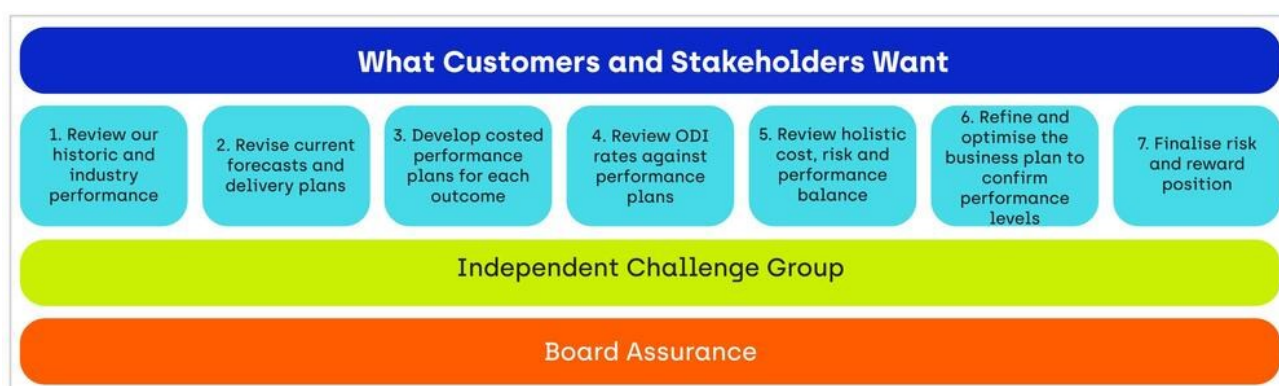 What Customers and Stakeholders Want
1. Review our
historic and
industry
performance
2. Revise current
forecasts and
delivery plans
3. Develop costed
performance
plans for each
outcome
4. Review ODI
rates against
performance
plans
5. Review holistic
cost, risk and
performance
balance
6. Refine and
optimise the
business plan to
confirm
performance
levels
7. Finalise risk
and reward
position
Independent Challenge Group
Board Assurance